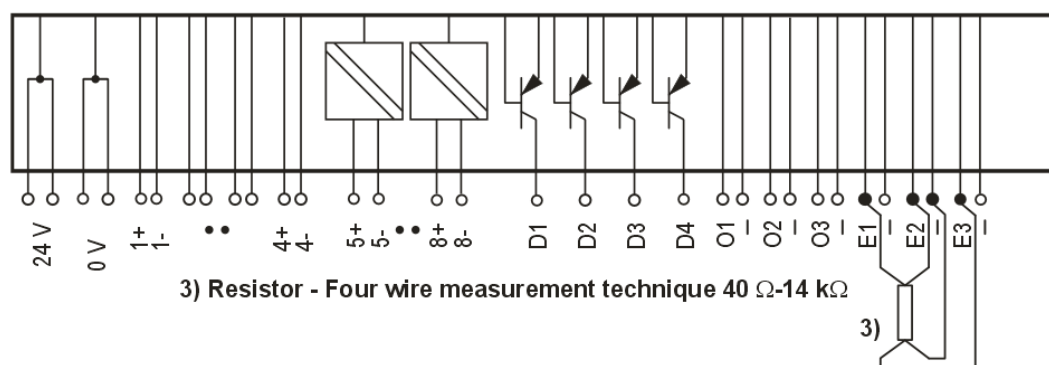 24 V 0 V 1+ 1- •• 4+ 4- 5+ 5- •• 8+ 8- D1 D2 D3 D4 O1 – O2 – O3 – E1 – E2 – E3 –
3) Resistor - Four wire measurement technique 40 Ω-14 kΩ
3)